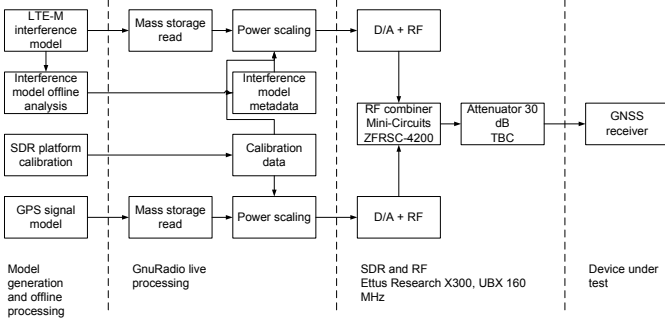 LTE-M
interference
model
Mass storage
read
Power scaling
D/A + RF
Interference
model offline
analysis
Interference
model
metadata
RF combiner
Mini-Circuits
ZFRSC-4200
Attenuator 30
dB
TBC
GNSS
receiver
SDR platform
calibration
Calibration
data
GPS signal
model
Mass storage
read
Power scaling
D/A + RF
Model
generation
and offline
processing
GnuRadio live
processing
SDR and RF
Ettus Research X300, UBX 160
MHz
Device under
test